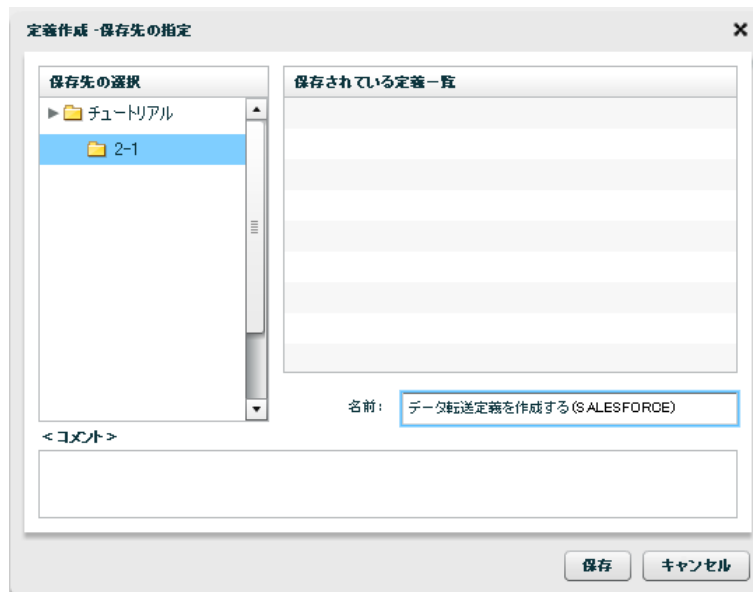 定義作成 -保存先の指定
保存先の選択
保存されている定義一覧
チュートリアル
2-1
名前: データ転送定義を作成する(SALESFORCE)
<コメント>
保存
キャンセル